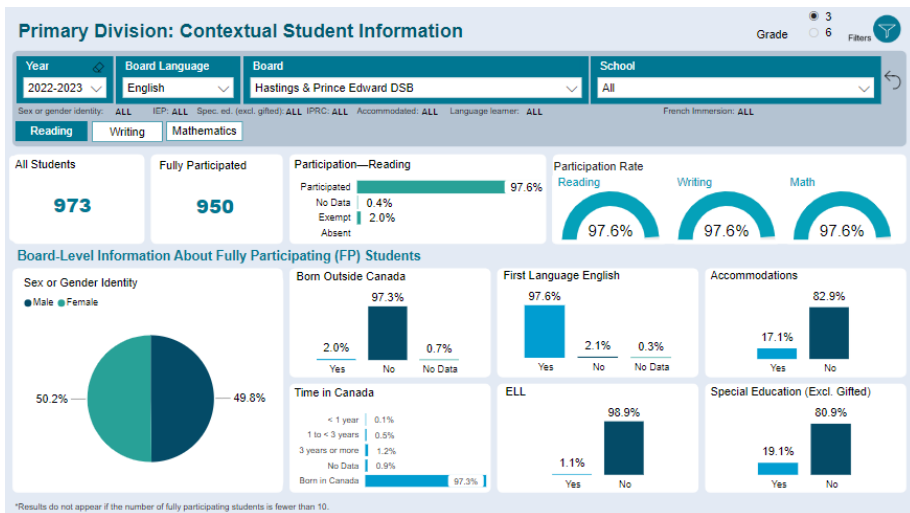 Primary Division: Contextual Student Information
Grade
3
6
Filters
Year
Board Language
Board
School
2022-2023
English
Hastings & Prince Edward DSB
All
Sex or gender identity: ALL IEP: ALL Spec. ed. (excl. gifted): ALL IPRC: ALL Accommodated: ALL Language learner: ALL French Immersion: ALL
Reading
Writing
Mathematics
All Students
973
Fully Participated
950
Participation—Reading
Participated 97.6%
No Data 0.4%
Exempt 2.0%
Absent
Participation Rate
Reading
Writing
Math
97.6%
97.6%
97.6%
Board-Level Information About Fully Participating (FP) Students
Sex or Gender Identity
Male Female
50.2%
49.8%
Born Outside Canada
97.3%
2.0%
0.7%
Yes No No Data
First Language English
97.6%
2.1%
0.3%
Yes No No Data
Accommodations
82.9%
17.1%
Yes No
Time in Canada
< 1 year 0.1%
1 to < 3 years 0.5%
3 years or more 1.2%
No Data 0.9%
Born in Canada 97.3%
ELL
98.9%
1.1%
Yes No
Special Education (Excl. Gifted)
80.9%
19.1%
Yes No
*Results do not appear if the number of fully participating students is fewer than 10.